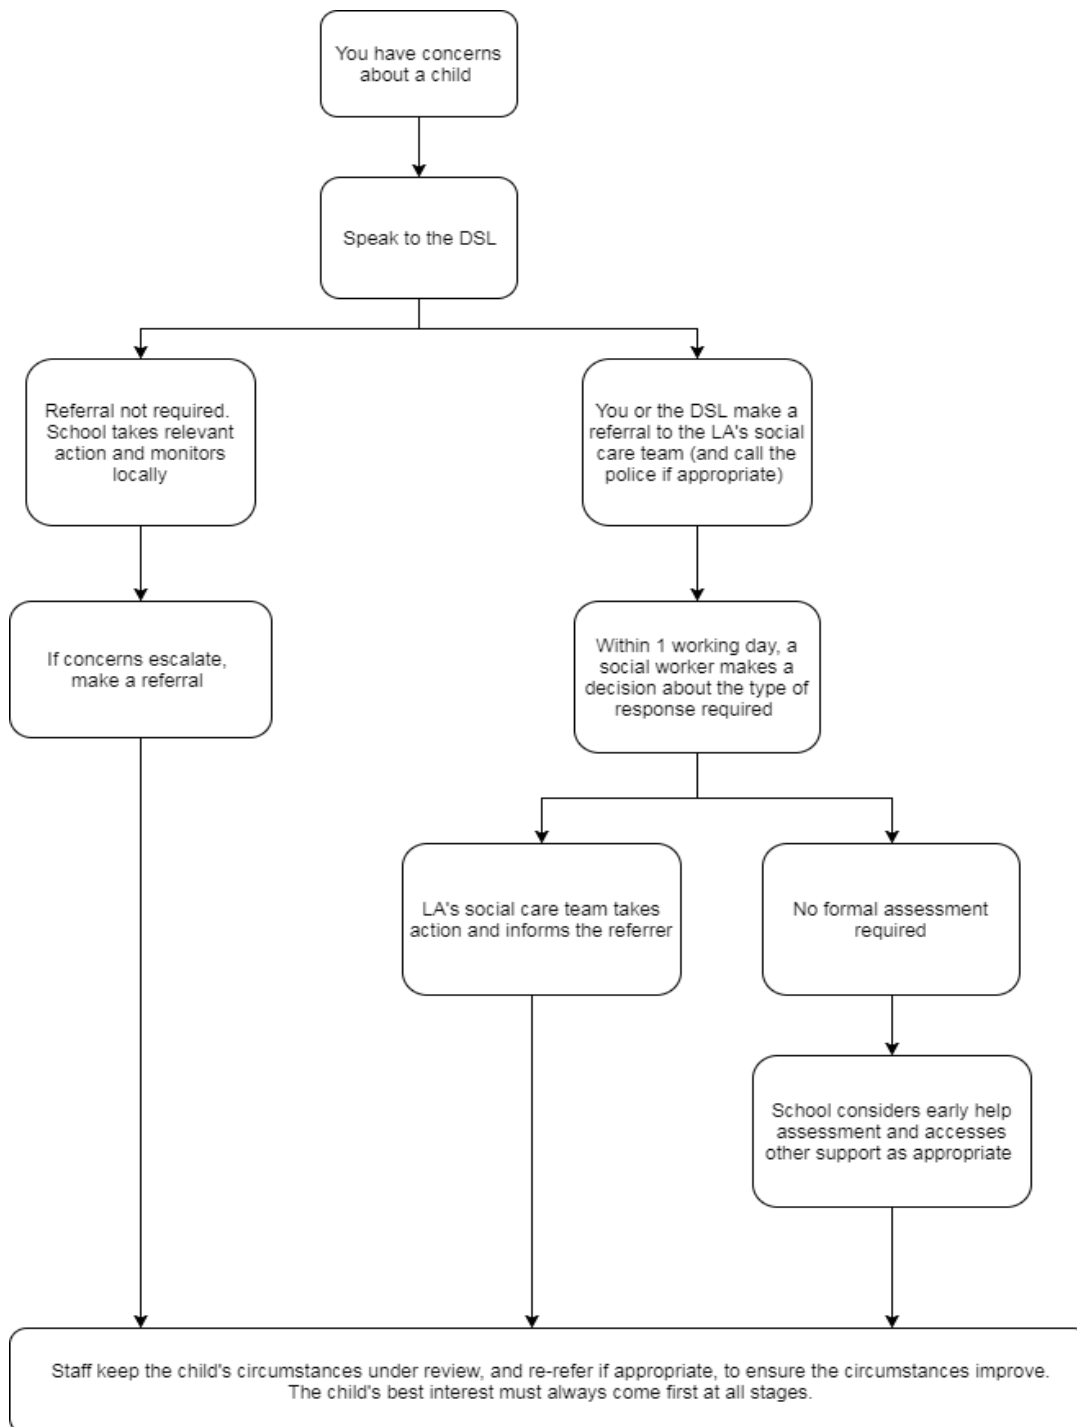 You have concerns
about a child
Speak to the DSL
Referral not required.
School takes relevant
action and monitors
locally
You or the DSL make a
referral to the LA's social
care team (and call the
police if appropriate)
If concerns escalate,
make a referral
Within 1 working day, a
social worker makes a
decision about the type of
response required
LA's social care team takes
action and informs the referrer
No formal assessment
required
School considers early help
assessment and accesses
other support as appropriate
Staff keep the child's circumstances under review, and re-refer if appropriate, to ensure the circumstances improve.
The child's best interest must always come first at all stages.